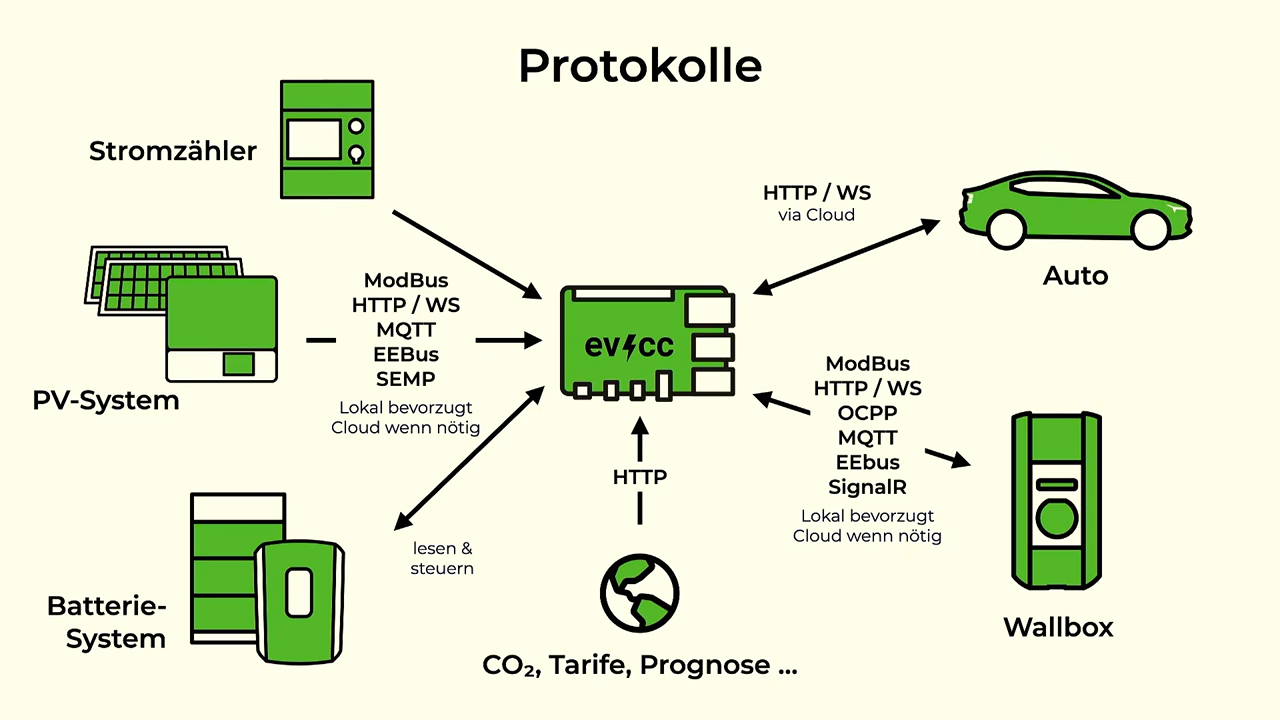 Protokolle
Stromzähler
PV-System
ModBus
HTTP / WS
MQTT
EEBus
SEMP
Lokal bevorzugt
Cloud wenn nötig
Batterie-
System
lesen &
steuern
evcc
HTTP
CO₂, Tarife, Prognose ...
HTTP / WS
via Cloud
Auto
ModBus
HTTP / WS
OCPP
MQTT
EEbus
SignalR
Lokal bevorzugt
Cloud wenn nötig
Wallbox